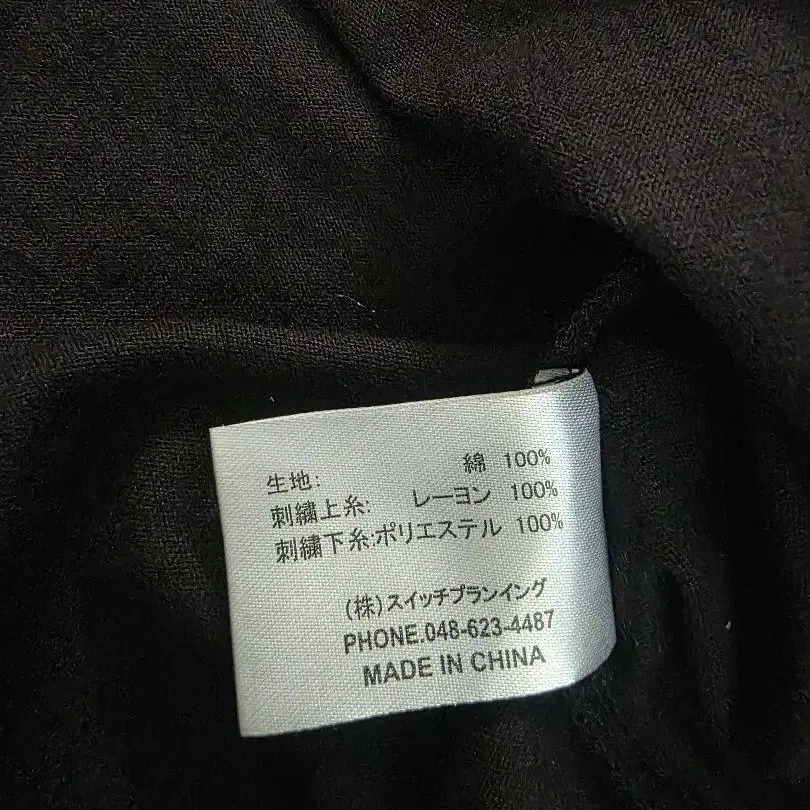 生地: 綿 100%
刺繍上糸: レーヨン 100%
刺繍下糸:ポリエステル 100%
(株)スイッチプランイング
PHONE.048-623-4487
MADE IN CHINA